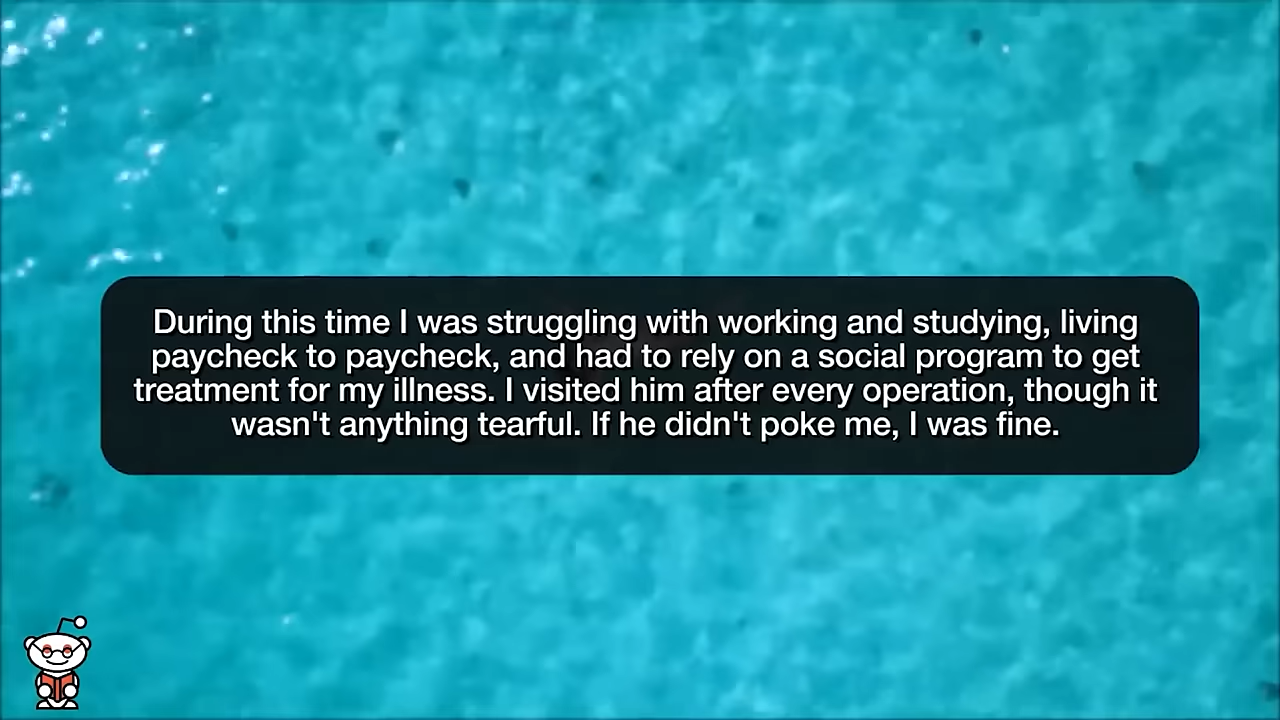 During this time I was struggling with working and studying, living
paycheck to paycheck, and had to rely on a social program to get
treatment for my illness. I visited him after every operation, though it
wasn't anything tearful. If he didn't poke me, I was fine.